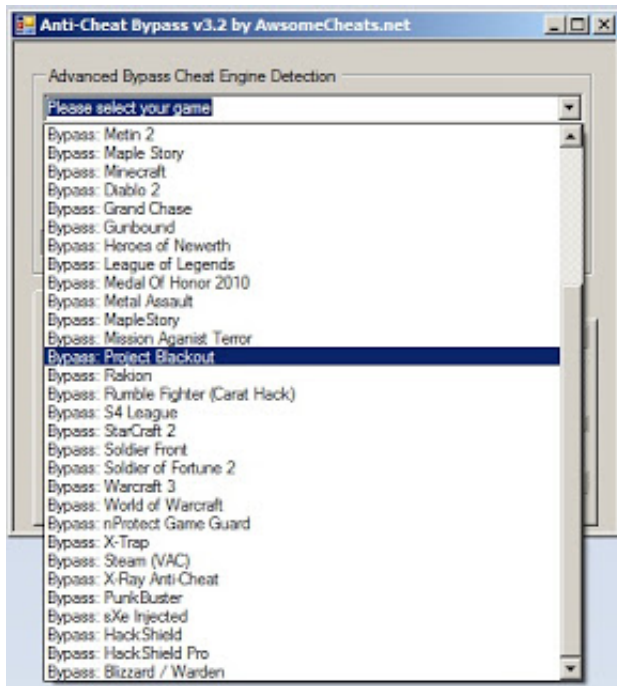 Anti-Cheat Bypass v3.2 by AwsomeCheats.net
Advanced Bypass Cheat Engine Detection
Please select your game
Bypass: Metin 2
Bypass: Maple Story
Bypass: Minecraft
Bypass: Diablo 2
Bypass: Grand Chase
Bypass: Gunbound
Bypass: Heroes of Newerth
Bypass: League of Legends
Bypass: Medal Of Honor 2010
Bypass: Metal Assault
Bypass: MapleStory
Bypass: Mission Aganist Terror
Bypass: Project Blackout
Bypass: Rakion
Bypass: Rumble Fighter (Carat Hack)
Bypass: S4 League
Bypass: StarCraft 2
Bypass: Soldier Front
Bypass: Soldier of Fortune 2
Bypass: Warcraft 3
Bypass: World of Warcraft
Bypass: nProtect Game Guard
Bypass: X-Trap
Bypass: Steam (VAC)
Bypass: X-Ray Anti-Cheat
Bypass: PunkBuster
Bypass: sXe Injected
Bypass: HackShield
Bypass: HackShield Pro
Bypass: Blizzard / Warden